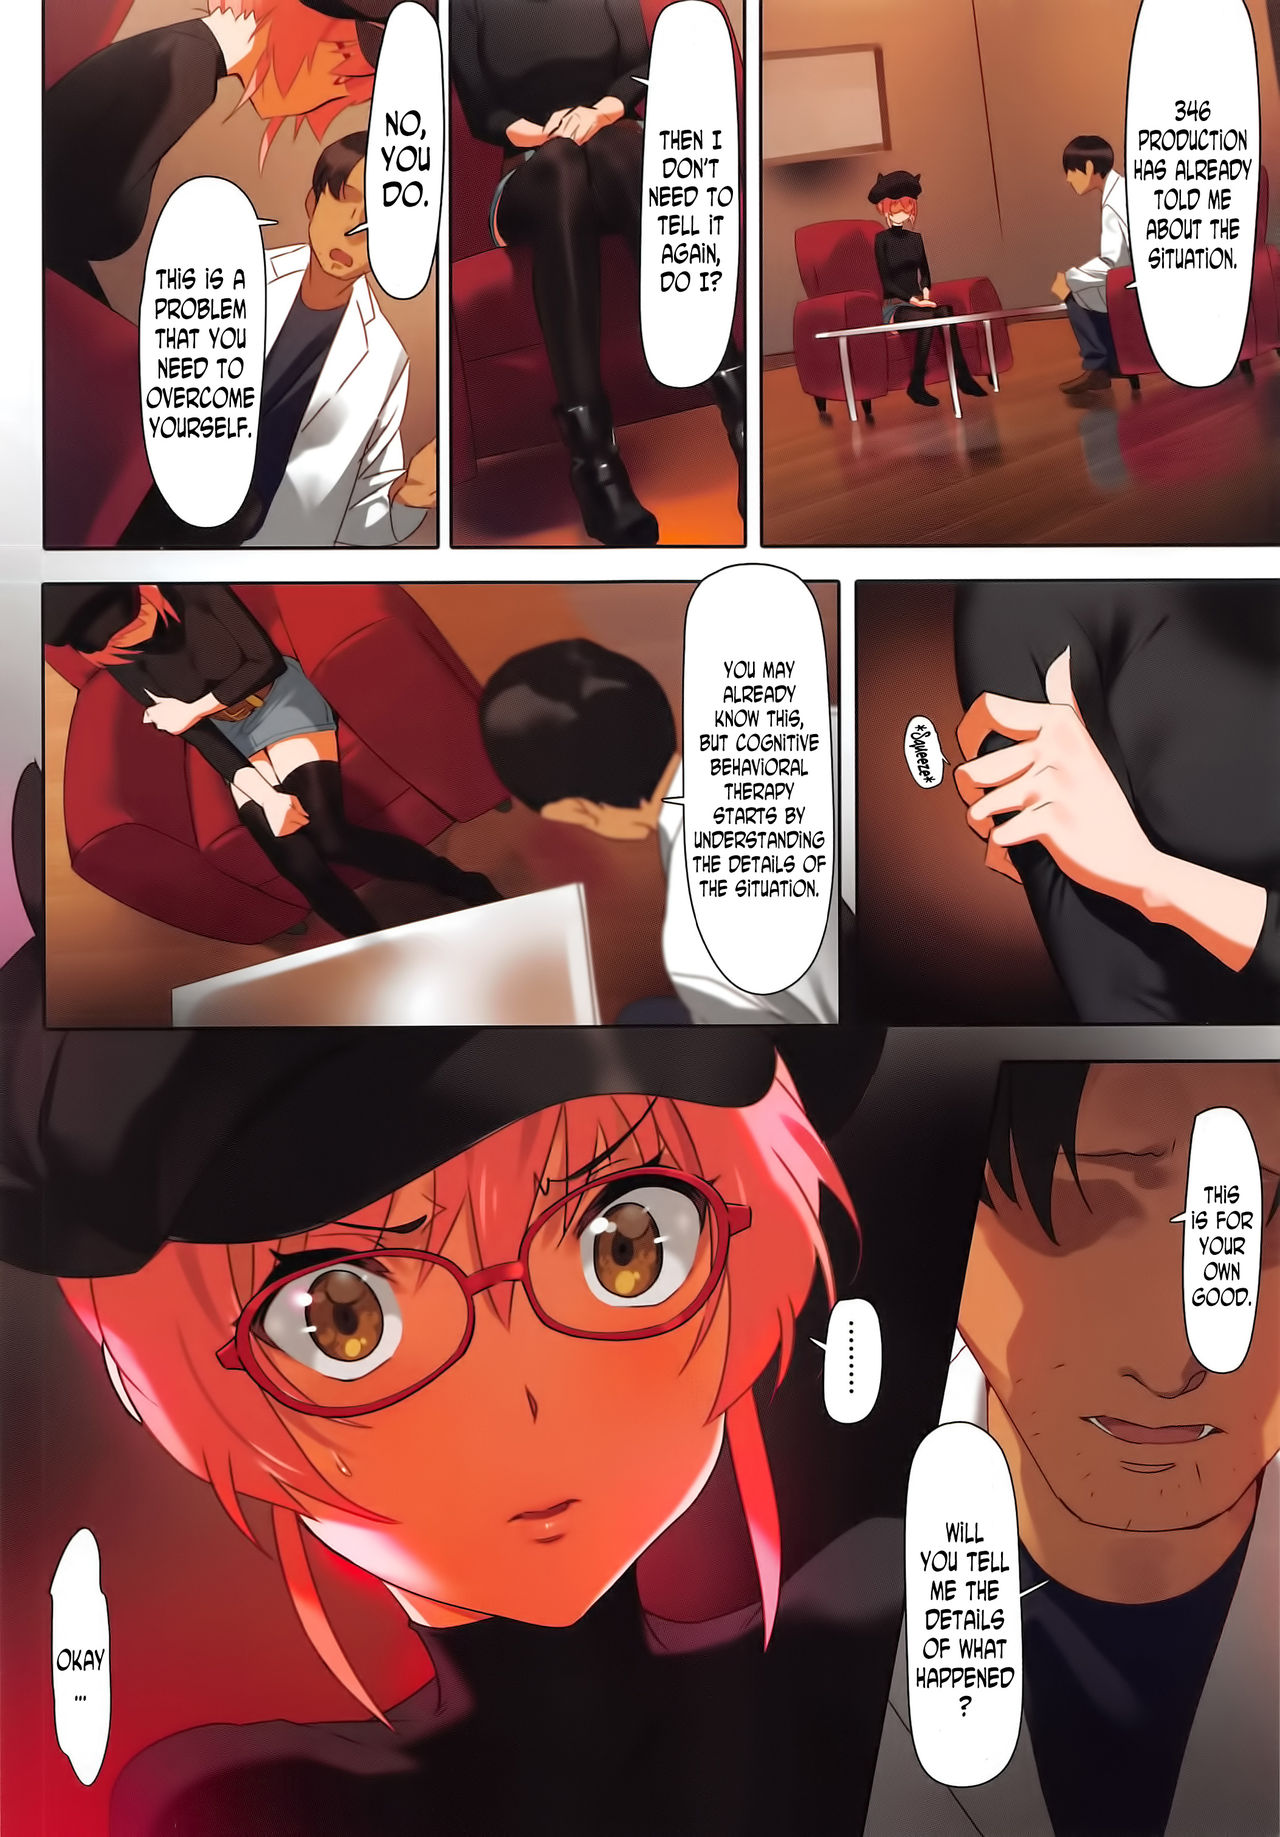 346
PRODUCTION
HAS ALREADY
TOLD ME
ABOUT THE
SITUATION.
THEN I
DON'T
NEED TO
TELL IT
AGAIN,
DO I?
NO,
YOU
DO.
THIS IS A
PROBLEM
THAT YOU
NEED TO
OVERCOME
YOURSELF.
*Squeeze*
YOU MAY
ALREADY
KNOW THIS,
BUT COGNITIVE
BEHAVIORAL
THERAPY
STARTS BY
UNDERSTANDING
THE DETAILS OF
THE SITUATION.
THIS
IS FOR
YOUR
OWN
GOOD.
WILL
YOU TELL
ME THE
DETAILS
OF WHAT
HAPPENED
?
.........
OKAY
...